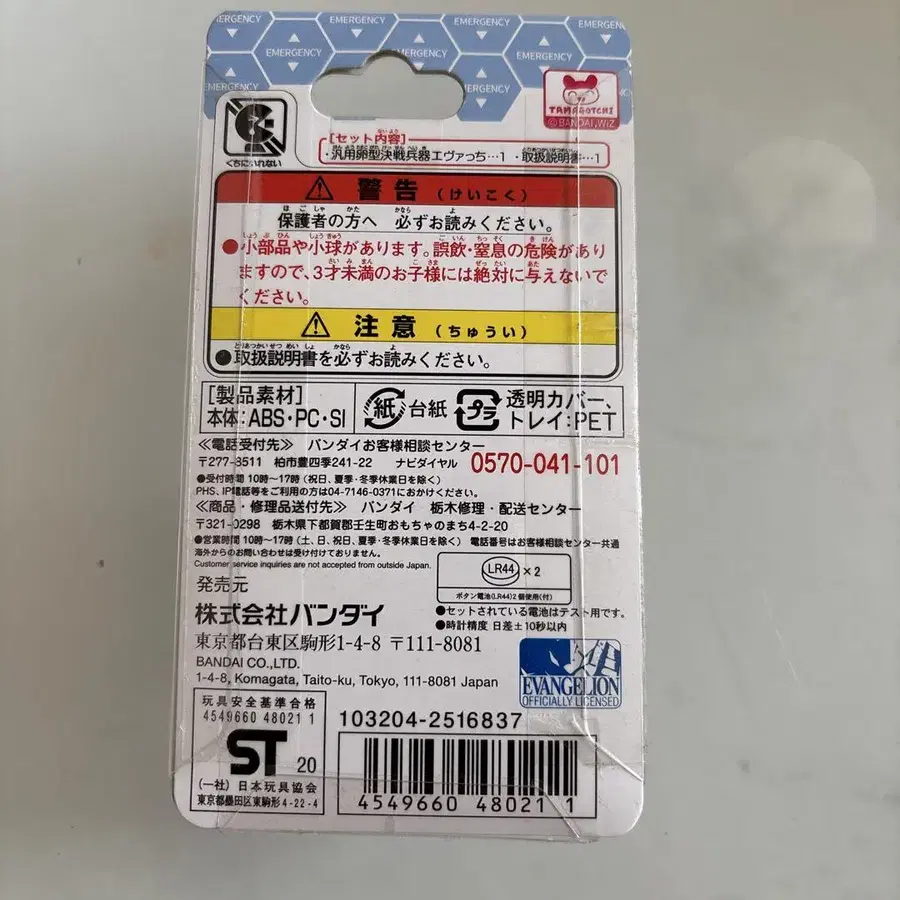 EMERGENCY EMERGENCY EMERGENCY
EMERGENCY EMERGENCY
EMERGENCY
TAMAGOTCHI
©BANDAI,WiZ
くちにいれない
[セット内容]
・汎用卵型決戦兵器エヴァっち…1 ・取扱説明書…1
警告 (けいこく)
保護者の方へ 必ずお読みください。
●小部品や小球があります。誤飲・窒息の危険があり
ますので、3才未満のお子様には絶対に与えないで
ください。
注意 (ちゅうい)
●取扱説明書を必ずお読みください。
[製品素材]
本体:ABS・PC・SI
紙 台紙
プラ 透明カバー、
トレイ:PET
≪電話受付先≫ バンダイお客様相談センター
〒277-3511 柏市豊四季241-22 ナビダイヤル 0570-041-101
●受付時間 10時〜17時(祝日、夏季・冬季休業日を除く)
PHS、IP電話等をご利用の方は04-7146-0371におかけください。
≪商品・修理品送付先≫ バンダイ 栃木修理・配送センター
〒321-0298 栃木県下都賀郡壬生町おもちゃのまち4-2-20
●営業時間 10時〜17時(土、日、祝日、夏季・冬季休業日を除く) 電話番号はお客様相談センター共通
海外からのお問い合わせは受け付けておりません。
Customer service inquiries are not accepted from outside Japan.
LR44 ×2
ボタン電池(LR44)2個使用(付)
発売元
●セットされている電池はテスト用です。
●時計精度 日差±10秒以内
株式会社バンダイ
東京都台東区駒形1-4-8 〒111-8081
BANDAI CO.,LTD.
1-4-8, Komagata, Taito-ku, Tokyo, 111-8081 Japan
EVANGELION
OFFICIALLY LICENSED
玩具安全基準合格
4549660 48021 1
ST 20
(一社) 日本玩具協会
東京都墨田区東駒形4-22-4
103204-2516837
4549660 480211